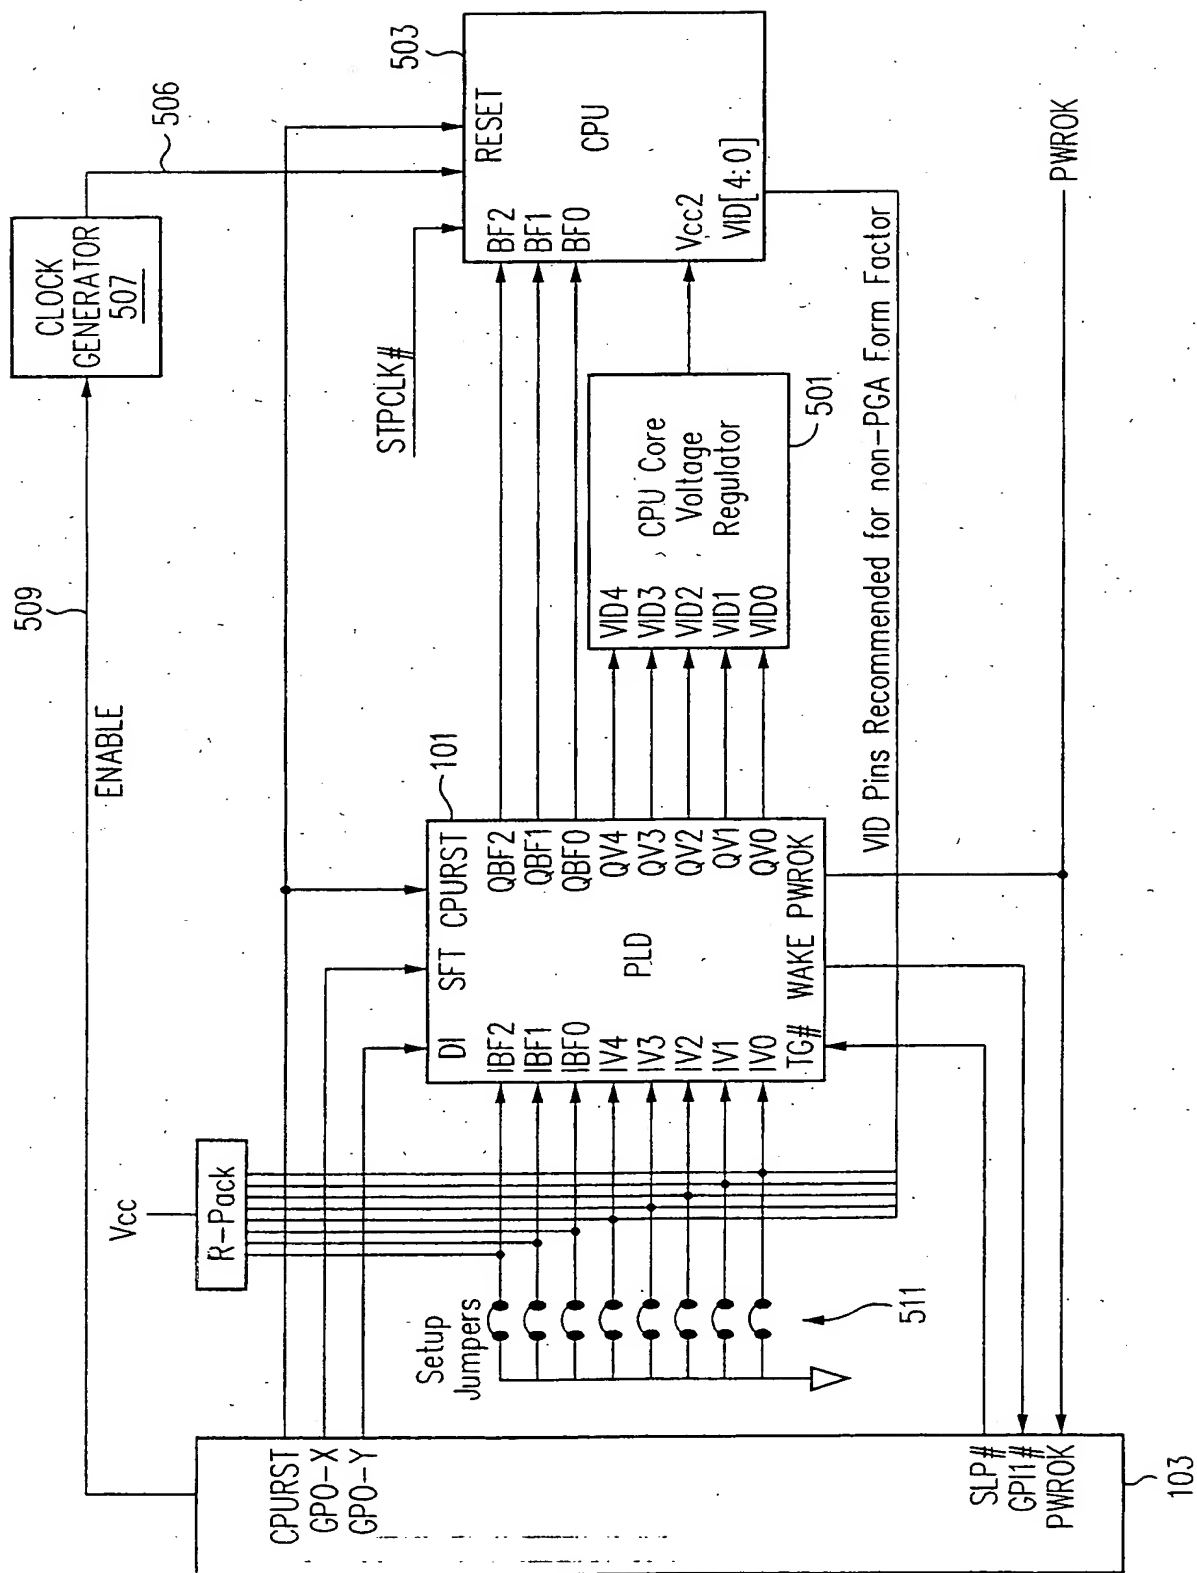 509
ENABLE
CLOCK
GENERATOR
507
506
503
RESET
BF2
BF1
BF0
CPU
Vcc2
VID[4:0]
STPCLK#
Vcc
R-Pack
CPURST
GPO-X
GPO-Y
Setup
Jumpers
511
101
DI
SFT
CPURST
IBF2
IBF1
IBF0
IV4
IV3
IV2
IV1
IV0
PLD
QBF2
QBF1
QBF0
QV4
QV3
QV2
QV1
QV0
TG#
WAKE
PWROK
VID4
VID3
VID2
VID1
VID0
CPU Core
Voltage
Regulator
501
VID Pins Recommended for non-PGA Form Factor
SLP#
GPI1#
PWROK
103
PWROK